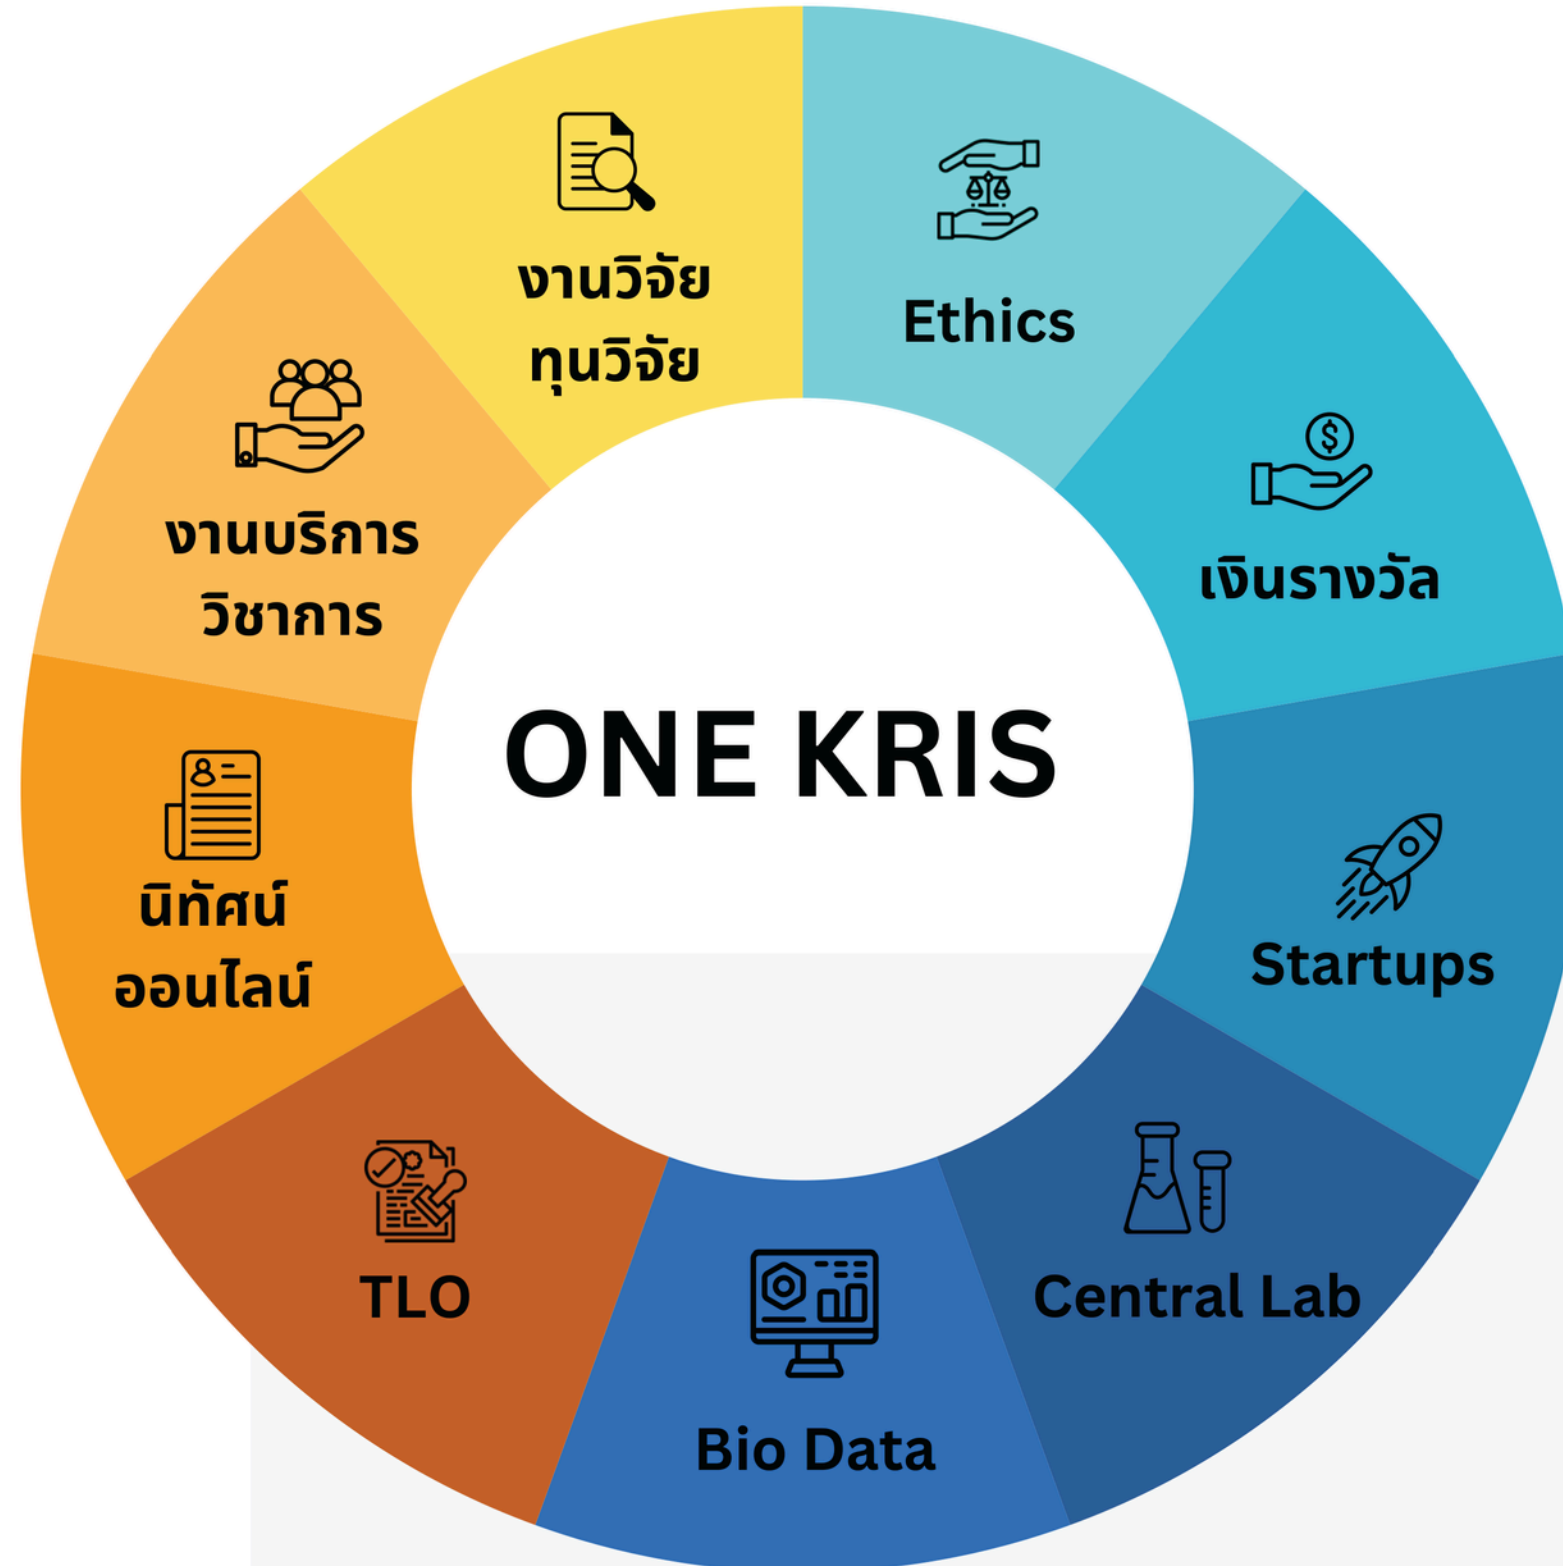 งานวิจัย
ทุนวิจัย
Ethics
งานบริการ
วิชาการ
เงินรางวัล
ONE KRIS
นิทัศน์
ออนไลน์
Startups
TLO
Central Lab
Bio Data